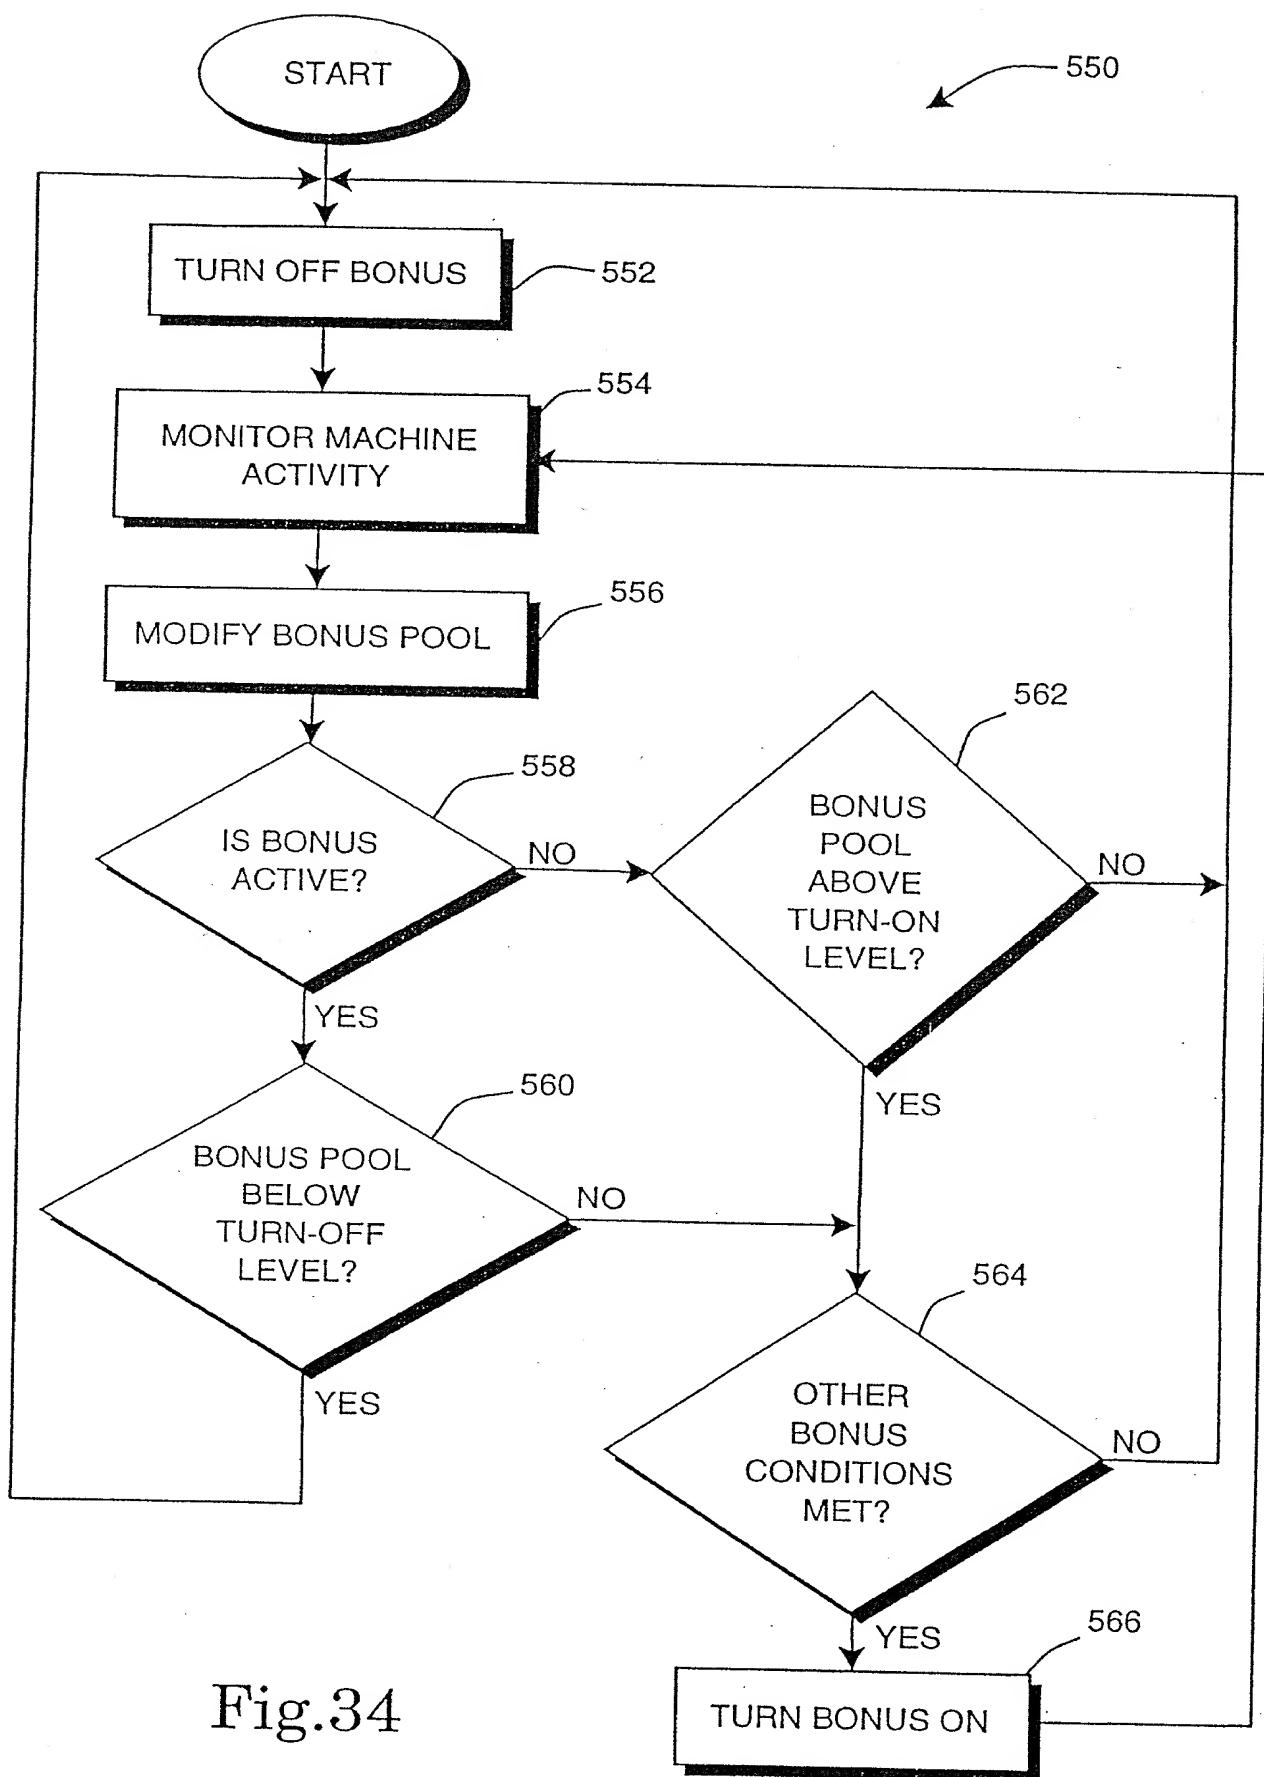 START
550
TURN OFF BONUS
552
554
MONITOR MACHINE
ACTIVITY
556
MODIFY BONUS POOL
562
558
IS BONUS
ACTIVE?
NO
BONUS
POOL
ABOVE
TURN-ON
LEVEL?
NO
YES
560
YES
BONUS POOL
BELOW
TURN-OFF
LEVEL?
NO
564
YES
OTHER
BONUS
CONDITIONS
MET?
NO
YES
566
TURN BONUS ON
Fig.34